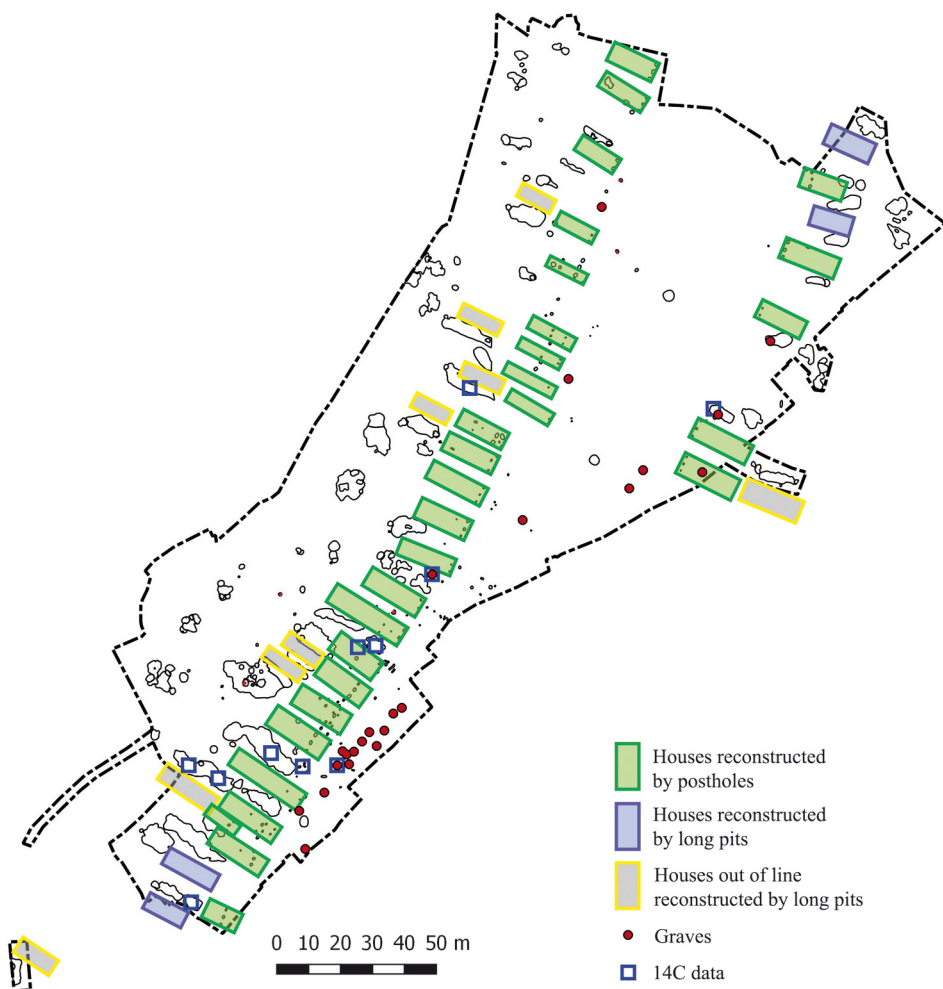 Houses reconstructed
by postholes
Houses reconstructed
by long pits
Houses out of line
reconstructed by long pits
Graves
14C data
0 10 20 30 40 50 m